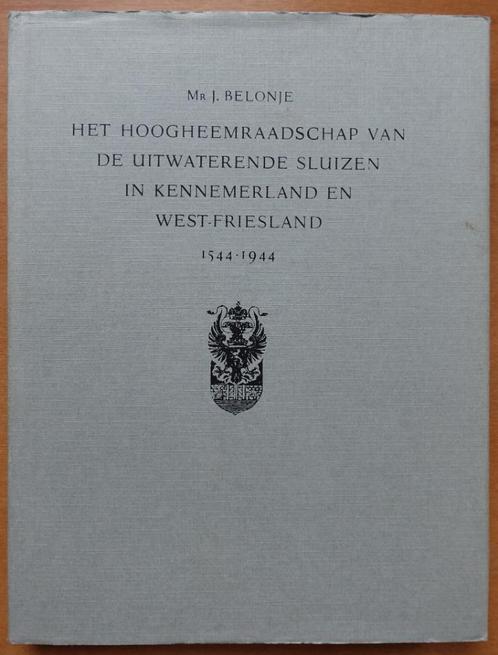 Mr J. BELONJE
HET HOOGHEEMRAADSCHAP VAN
DE UITWATERENDE SLUIZEN
IN KENNEMERLAND EN
WEST-FRIESLAND
1544·1944